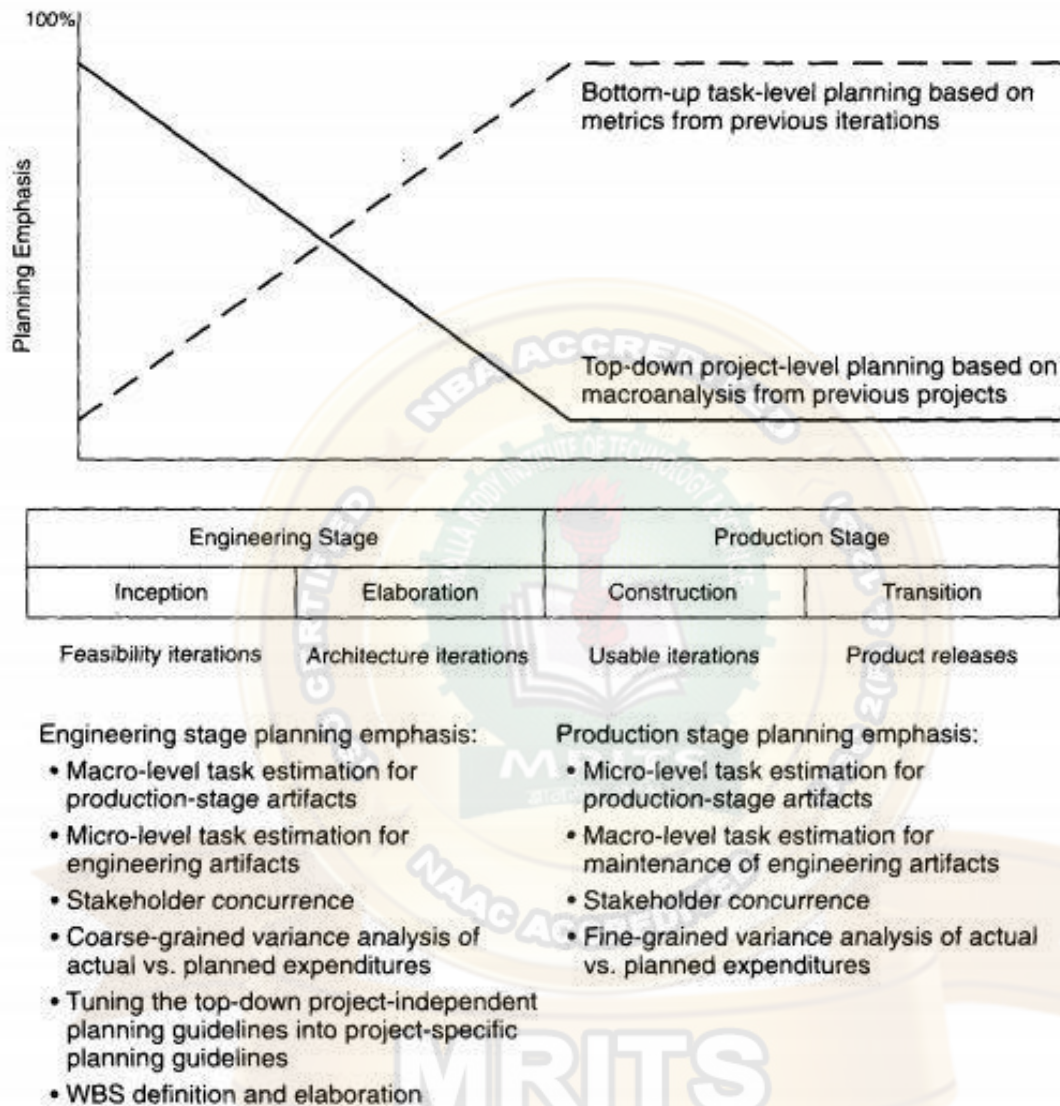 100%
Planning Emphasis
Bottom-up task-level planning based on
metrics from previous iterations
Top-down project-level planning based on
macroanalysis from previous projects
Engineering Stage
Production Stage
Inception
Elaboration
Construction
Transition
Feasibility iterations
Architecture iterations
Usable iterations
Product releases
Engineering stage planning emphasis:
• Macro-level task estimation for
production-stage artifacts
• Micro-level task estimation for
engineering artifacts
• Stakeholder concurrence
• Coarse-grained variance analysis of
actual vs. planned expenditures
• Tuning the top-down project-independent
planning guidelines into project-specific
planning guidelines
• WBS definition and elaboration
Production stage planning emphasis:
• Micro-level task estimation for
production-stage artifacts
• Macro-level task estimation for
maintenance of engineering artifacts
• Stakeholder concurrence
• Fine-grained variance analysis of actual
vs. planned expenditures
NBA ACCREDITED
NAAC ACCREDITED
MRITS
MRITS